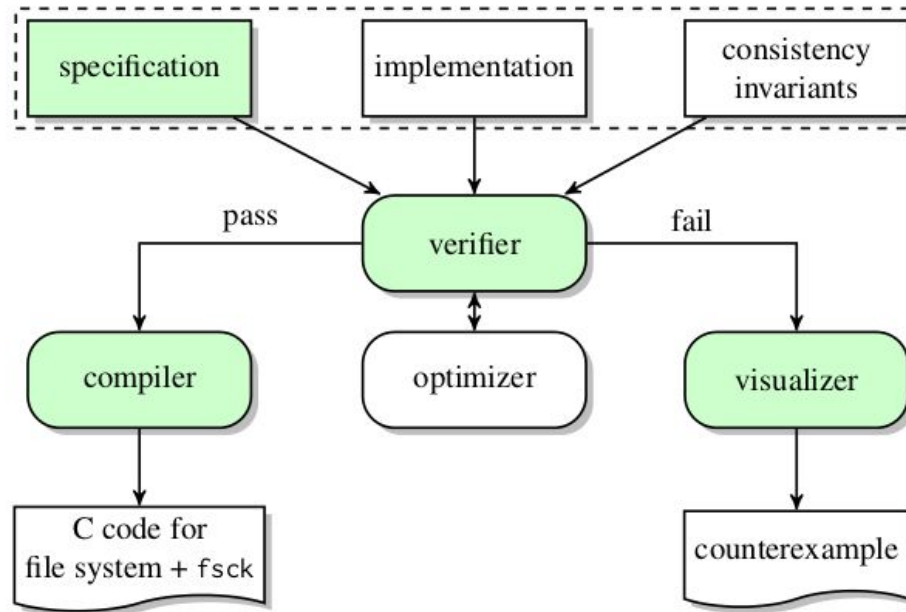 specification
implementation
consistency
invariants
pass
verifier
fail
compiler
optimizer
visualizer
C code for
file system + fsck
counterexample